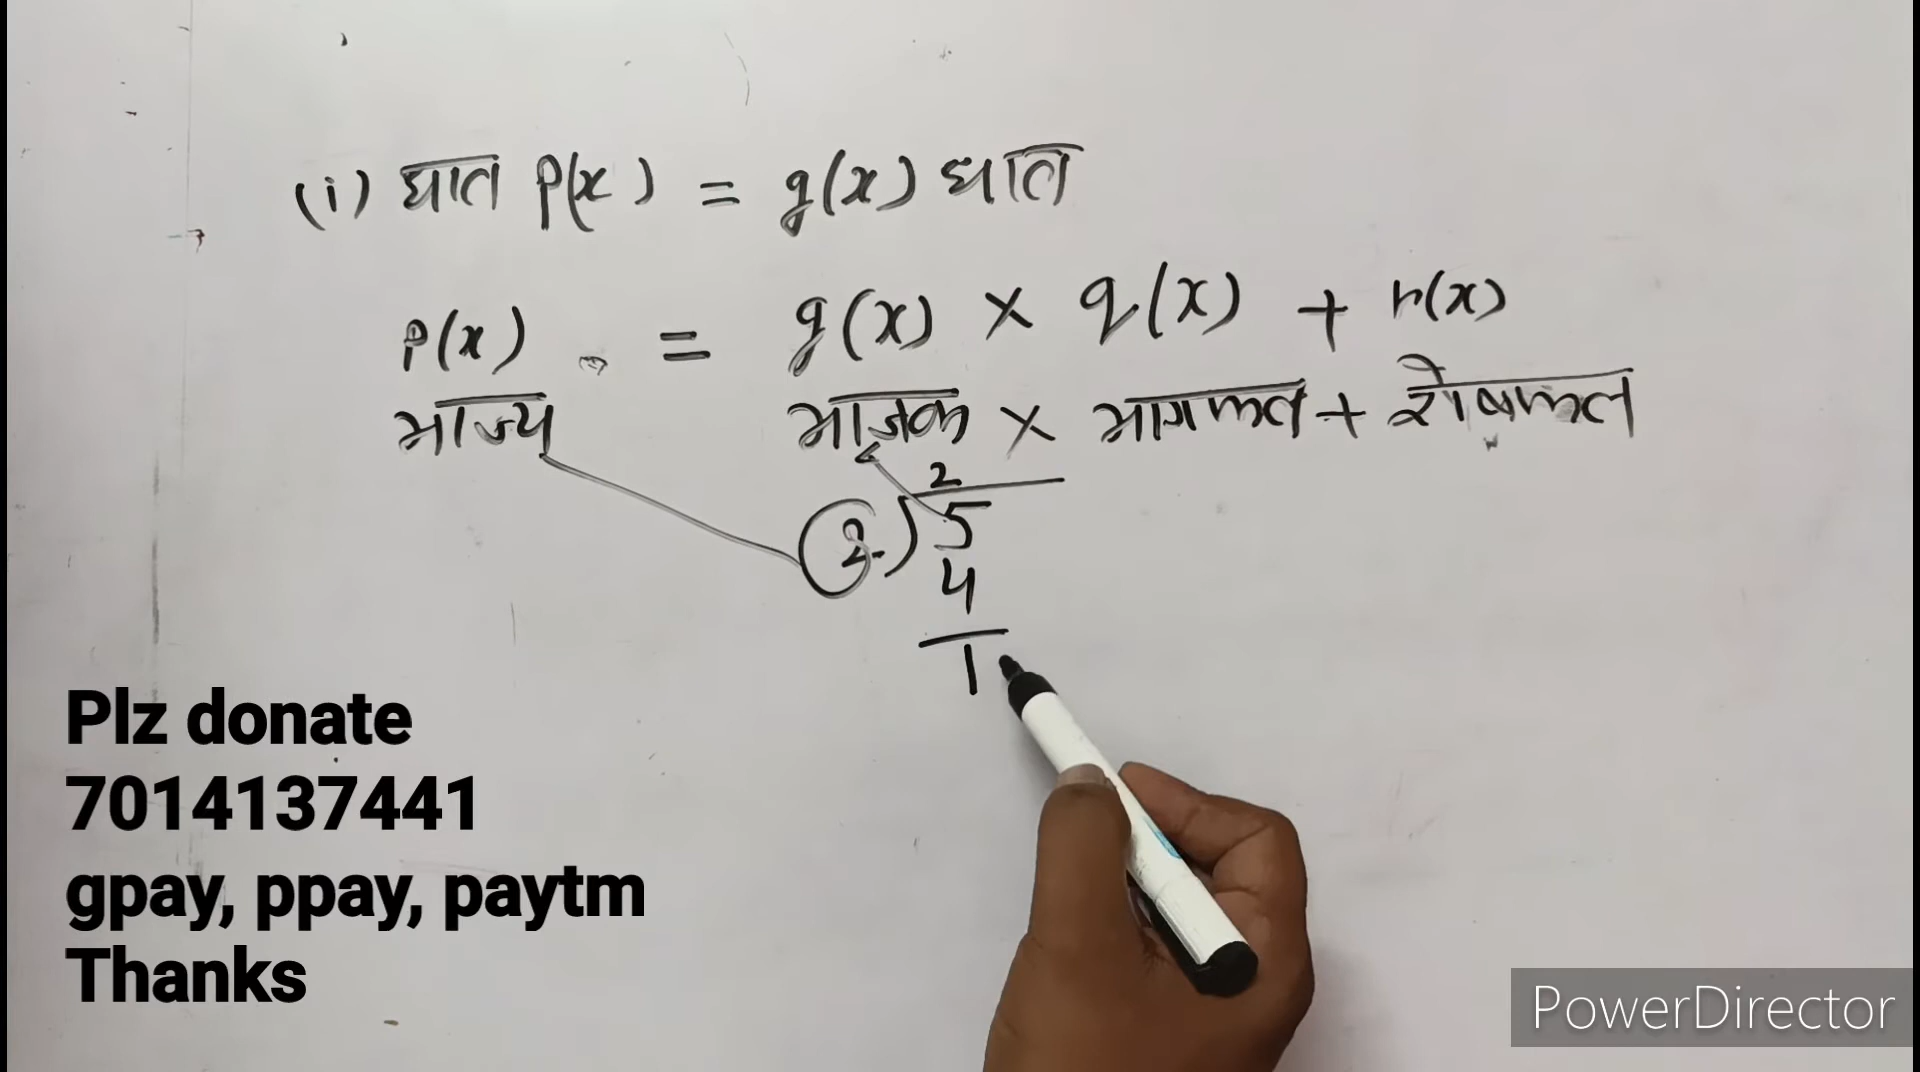 (i) घात P(x) = g(x) घात
P(x) = g(x) × q(x) + r(x)
भाज्य भाजक × भागफल + शेषफल
2
2) 5
4
1
Plz donate
7014137441
gpay, ppay, paytm
Thanks
PowerDirector